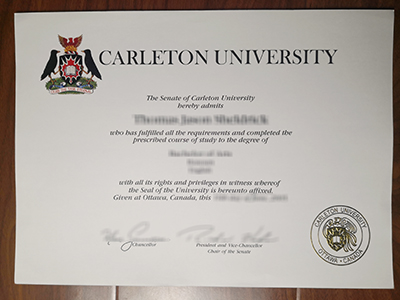 CARLETON UNIVERSITY
The Senate of Carleton University
hereby admits
who has fulfilled all the requirements and completed the
prescribed course of study to the degree of
with all its rights and privileges in witness whereof
the Seal of the University is hereunto affixed.
Given at Ottawa, Canada, this
Chancellor
President and Vice-Chancellor
Chair of the Senate
CARLETON UNIVERSITY
OTTAWA • CANADA